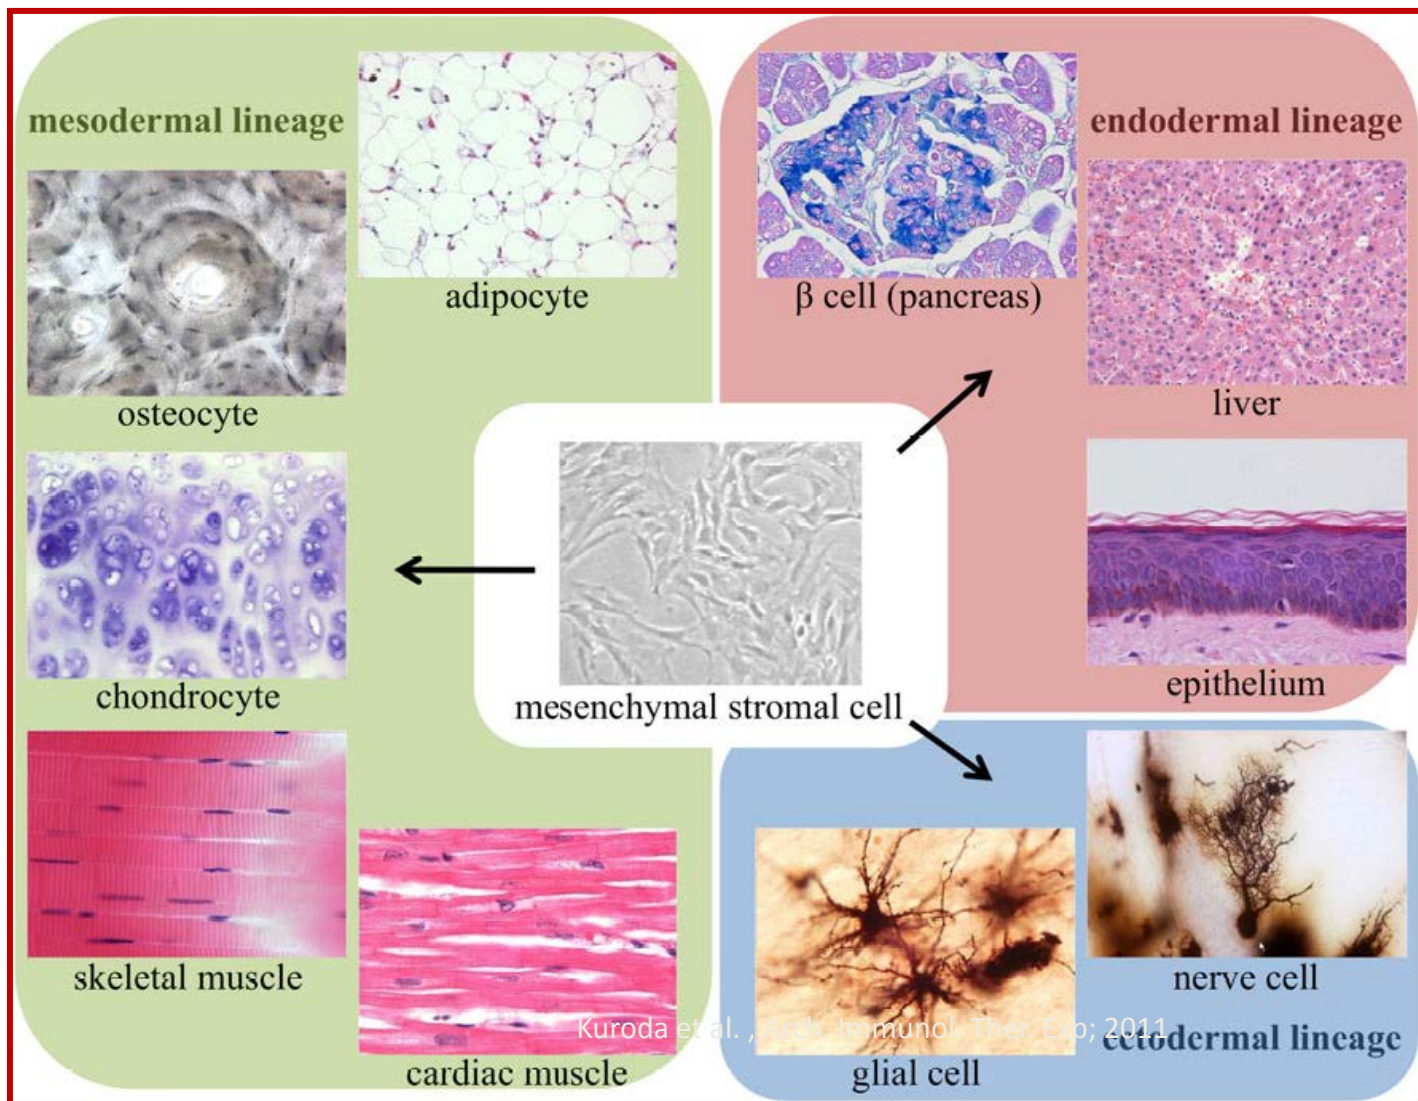 mesodermal lineage
adipocyte
osteocyte
chondrocyte
skeletal muscle
cardiac muscle
mesenchymal stromal cell
endodermal lineage
β cell (pancreas)
liver
epithelium
nerve cell
glial cell
ectodermal lineage
Kuroda et al. , Arch. Immunol. Ther. Exp; 2011